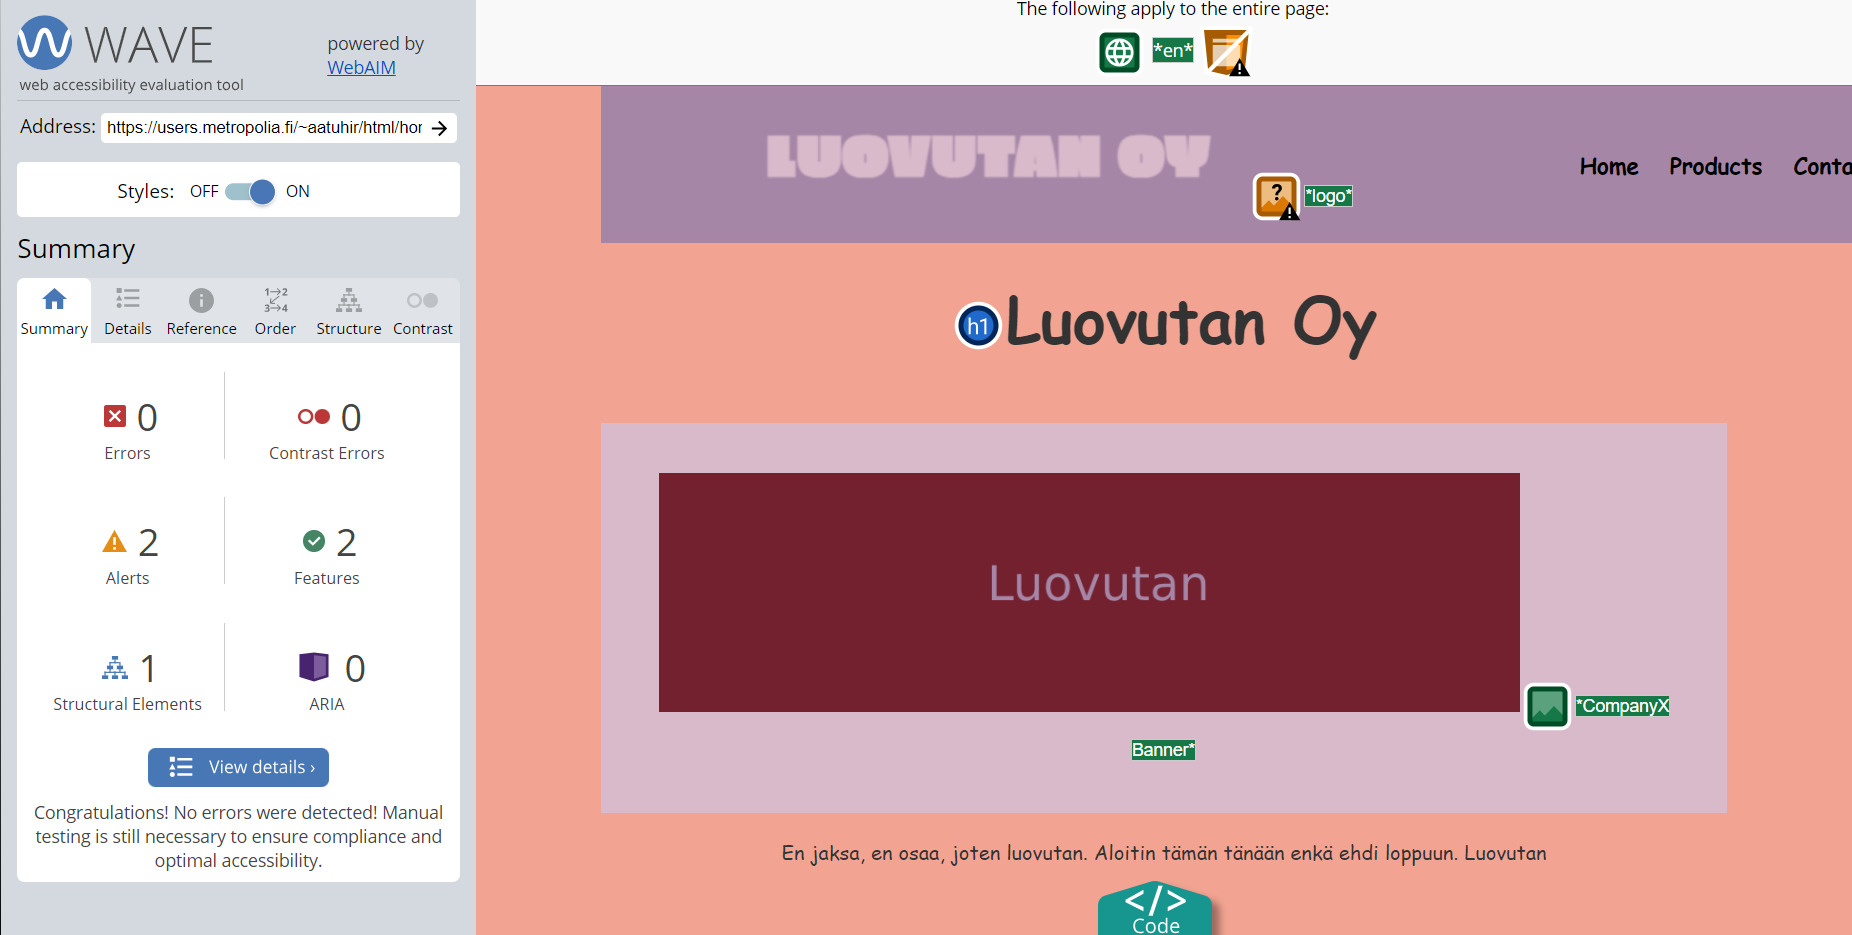 WAVE
web accessibility evaluation tool
powered by
WebAIM
Address: https://users.metropolia.fi/~aatuhir/html/hor
Styles: OFF ON
Summary
Summary Details Reference Order Structure Contrast
0 Errors
0 Contrast Errors
2 Alerts
2 Features
1 Structural Elements
0 ARIA
View details ›
Congratulations! No errors were detected! Manual
testing is still necessary to ensure compliance and
optimal accessibility.
The following apply to the entire page:
*en*
LUOVUTAN OY
*logo*
Home Products Conta
h1 Luovutan Oy
Luovutan
*CompanyX
Banner*
En jaksa, en osaa, joten luovutan. Aloitin tämän tänään enkä ehdi loppuun. Luovutan
</>
Code